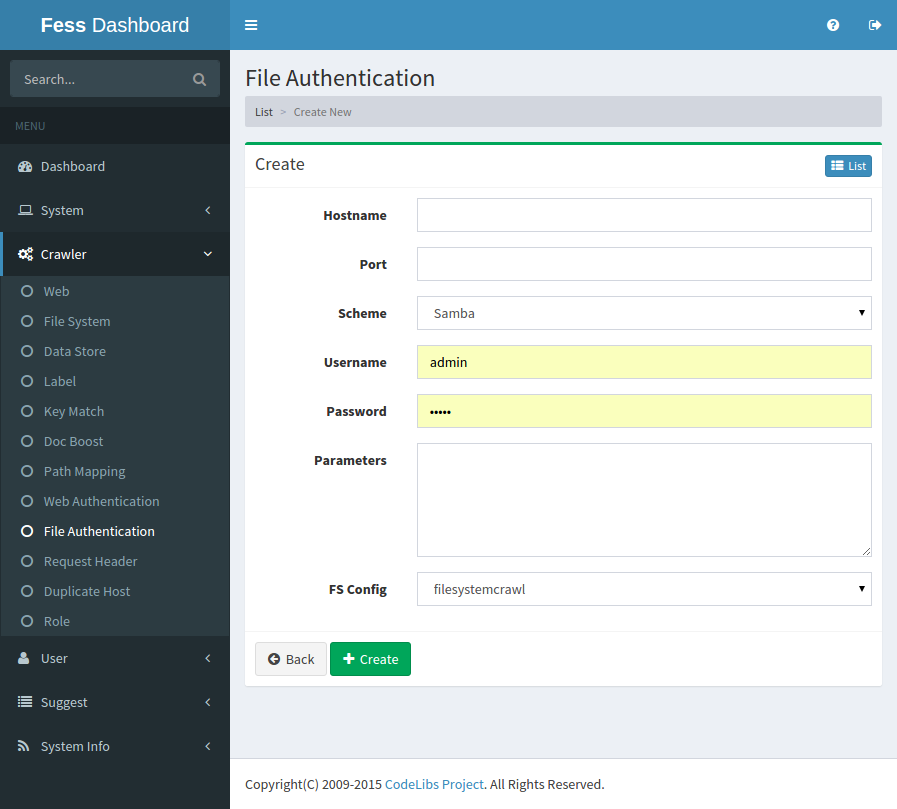 Fess Dashboard
Search...
MENU
Dashboard
System
Crawler
Web
File System
Data Store
Label
Key Match
Doc Boost
Path Mapping
Web Authentication
File Authentication
Request Header
Duplicate Host
Role
User
Suggest
System Info
File Authentication
List > Create New
Create
List
Hostname
Port
Scheme Samba
Username admin
Password •••••
Parameters
FS Config filesystemcrawl
Back Create
Copyright(C) 2009-2015 CodeLibs Project. All Rights Reserved.